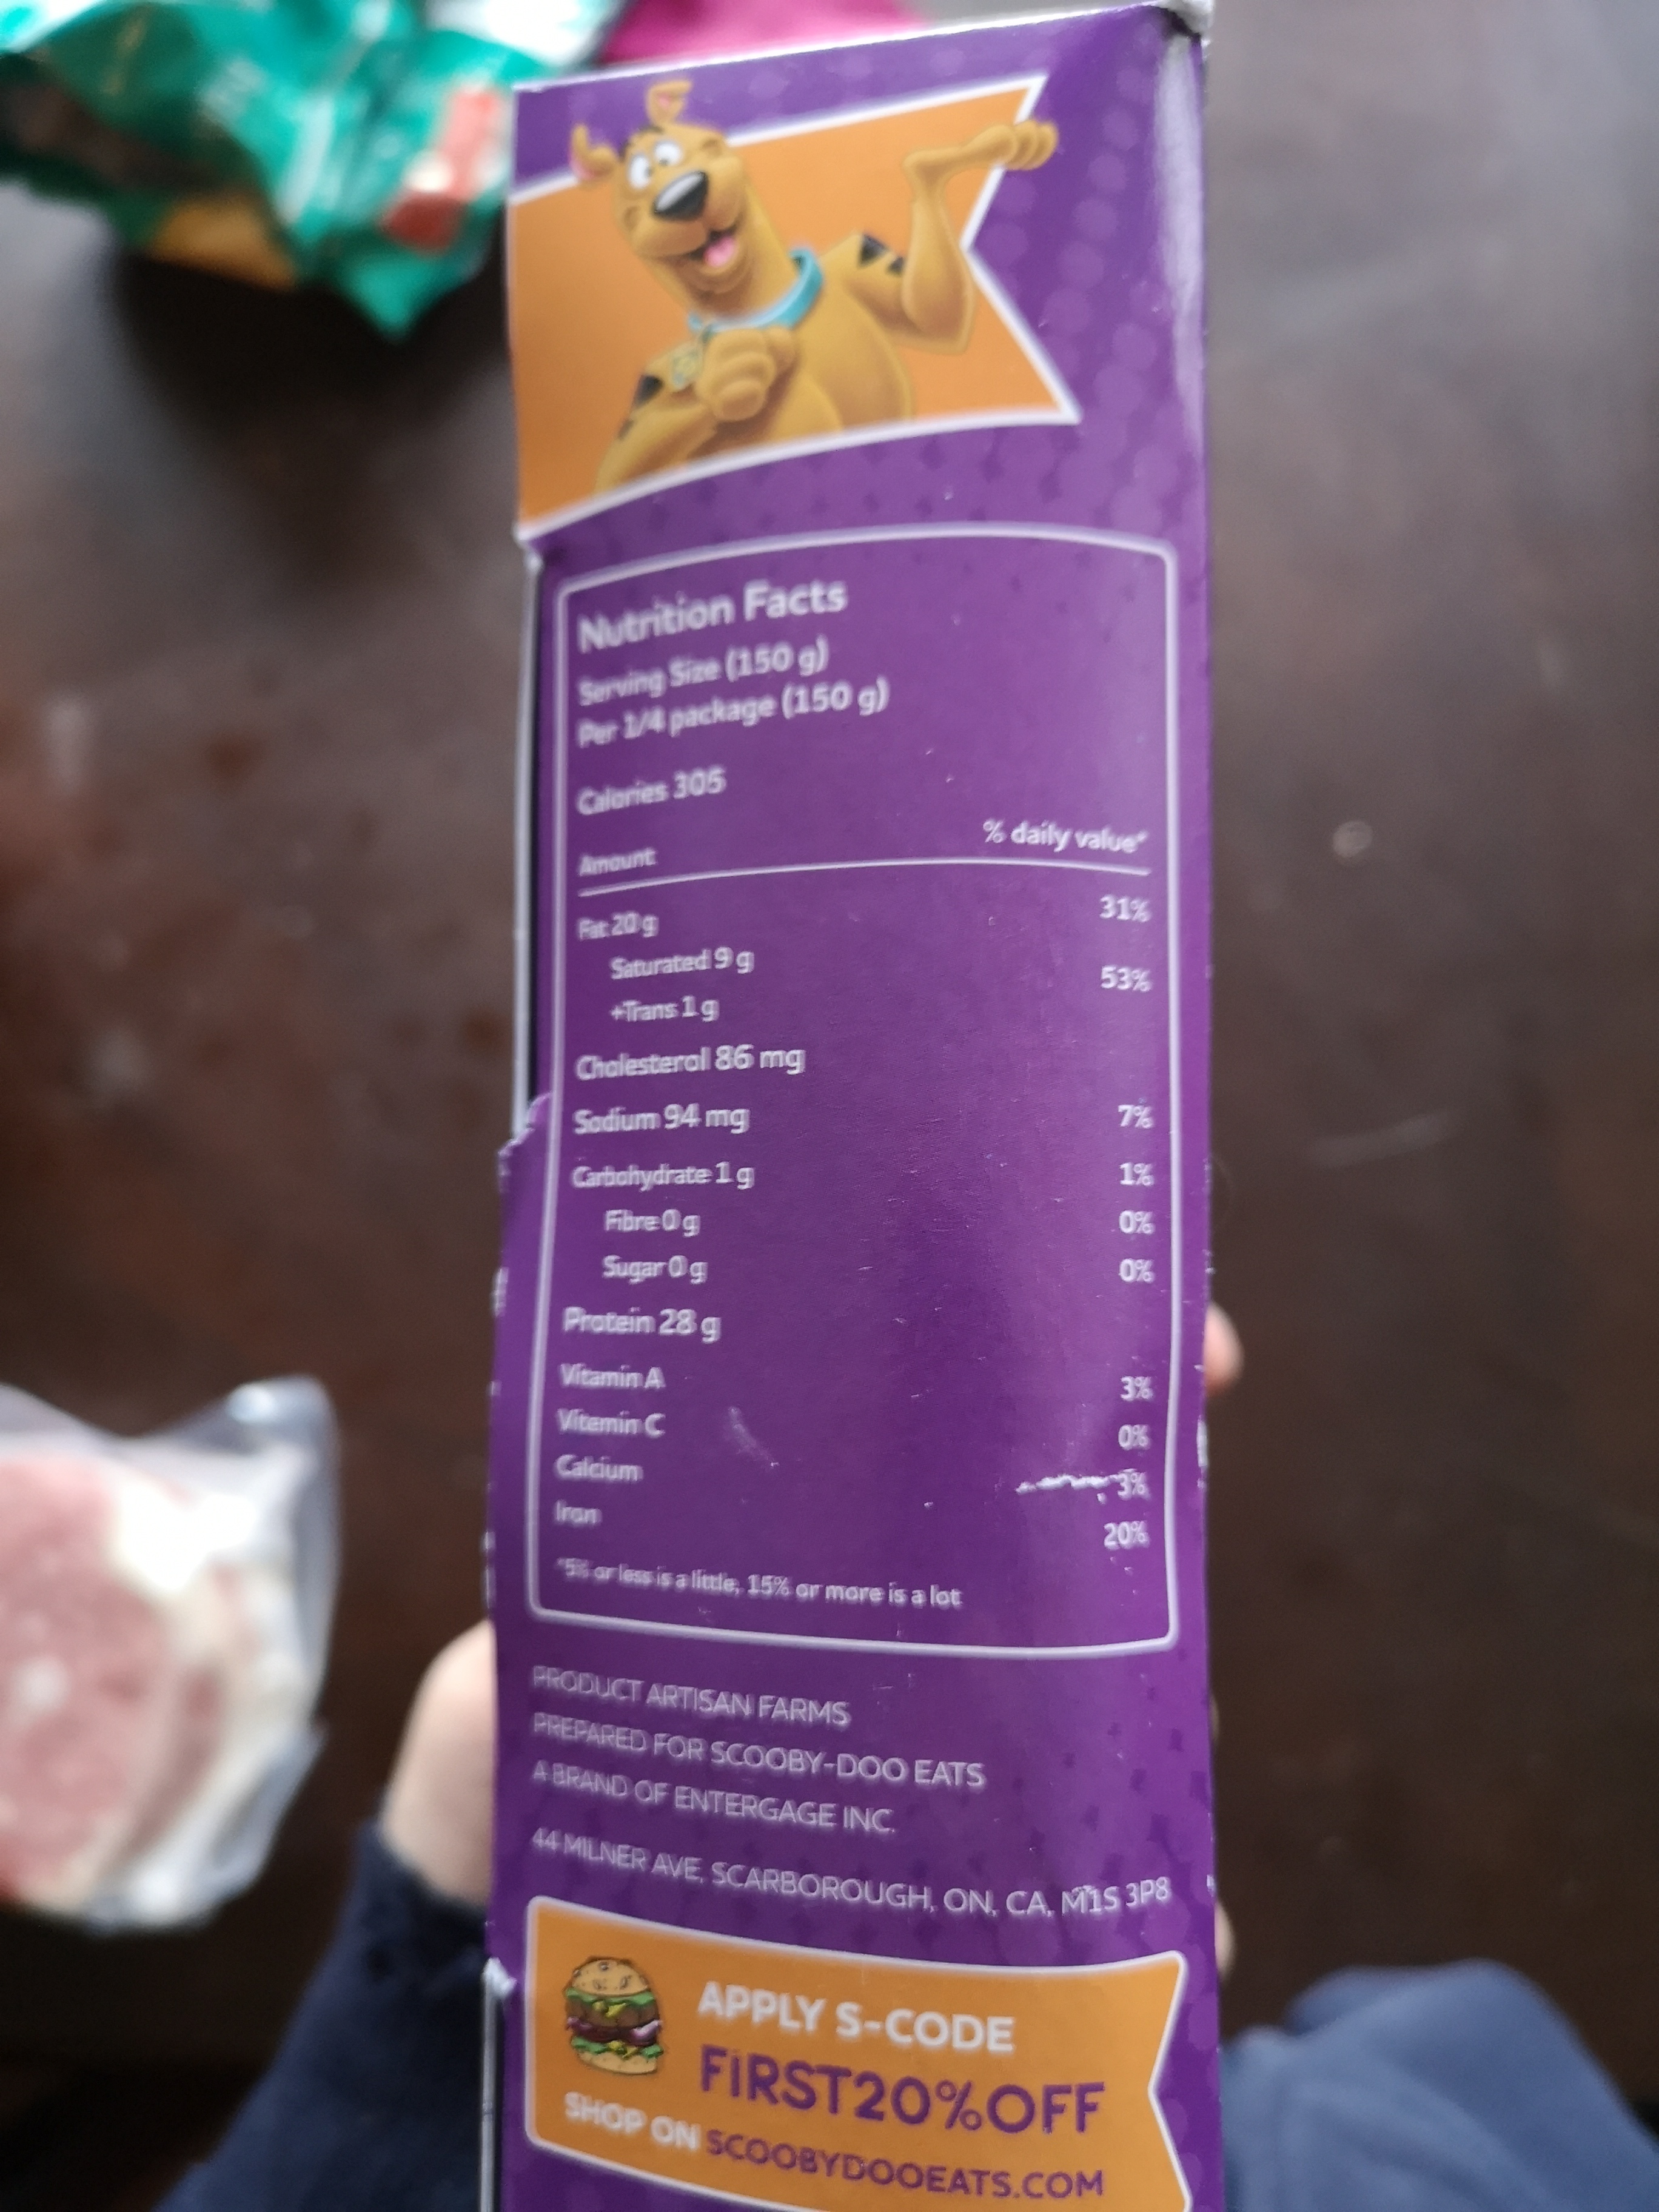 Nutrition Facts
Serving Size (150 g)
Per 1/4 package (150 g)
Calories 305
Amount % daily value*
Fat 20 g 31%
Saturated 9 g 53%
+Trans 1 g
Cholesterol 86 mg
Sodium 94 mg 7%
Carbohydrate 1 g 1%
Fibre 0 g 0%
Sugar 0 g 0%
Protein 28 g
Vitamin A 3%
Vitamin C 0%
Calcium 3%
Iron 20%
*5% or less is a little, 15% or more is a lot
PRODUCT ARTISAN FARMS
PREPARED FOR SCOOBY-DOO EATS
A BRAND OF ENTERGAGE INC.
44 MILNER AVE, SCARBOROUGH, ON, CA, M1S 3P8
APPLY S-CODE
FiRST20%OFF
SHOP ON SCOOBYDOOEATS.COM